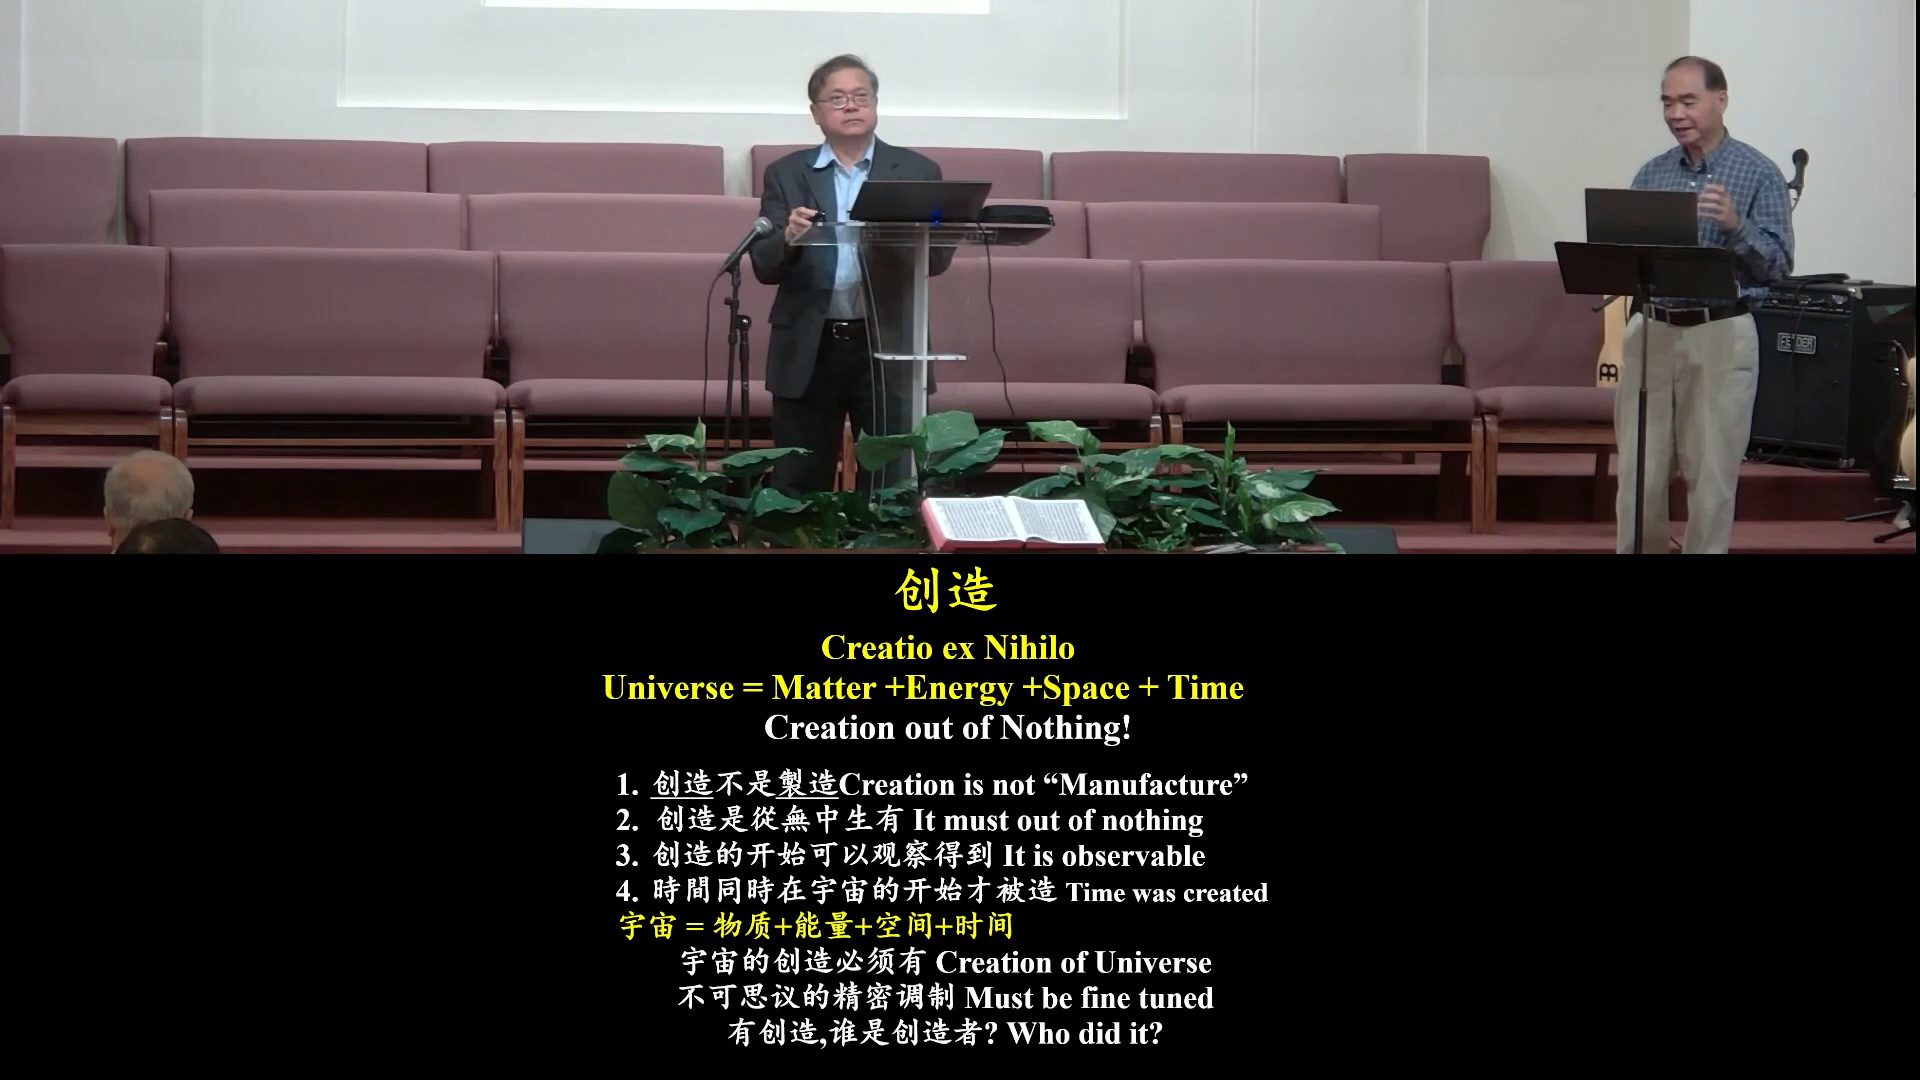 FENDER
创造
Creatio ex Nihilo
Universe = Matter +Energy +Space + Time
Creation out of Nothing!
1. 创造不是製造Creation is not “Manufacture”
2. 创造是從無中生有 It must out of nothing
3. 创造的开始可以观察得到 It is observable
4. 時間同時在宇宙的开始才被造 Time was created
宇宙 = 物质+能量+空间+时间
宇宙的创造必须有 Creation of Universe
不可思议的精密调制 Must be fine tuned
有创造,谁是创造者? Who did it?